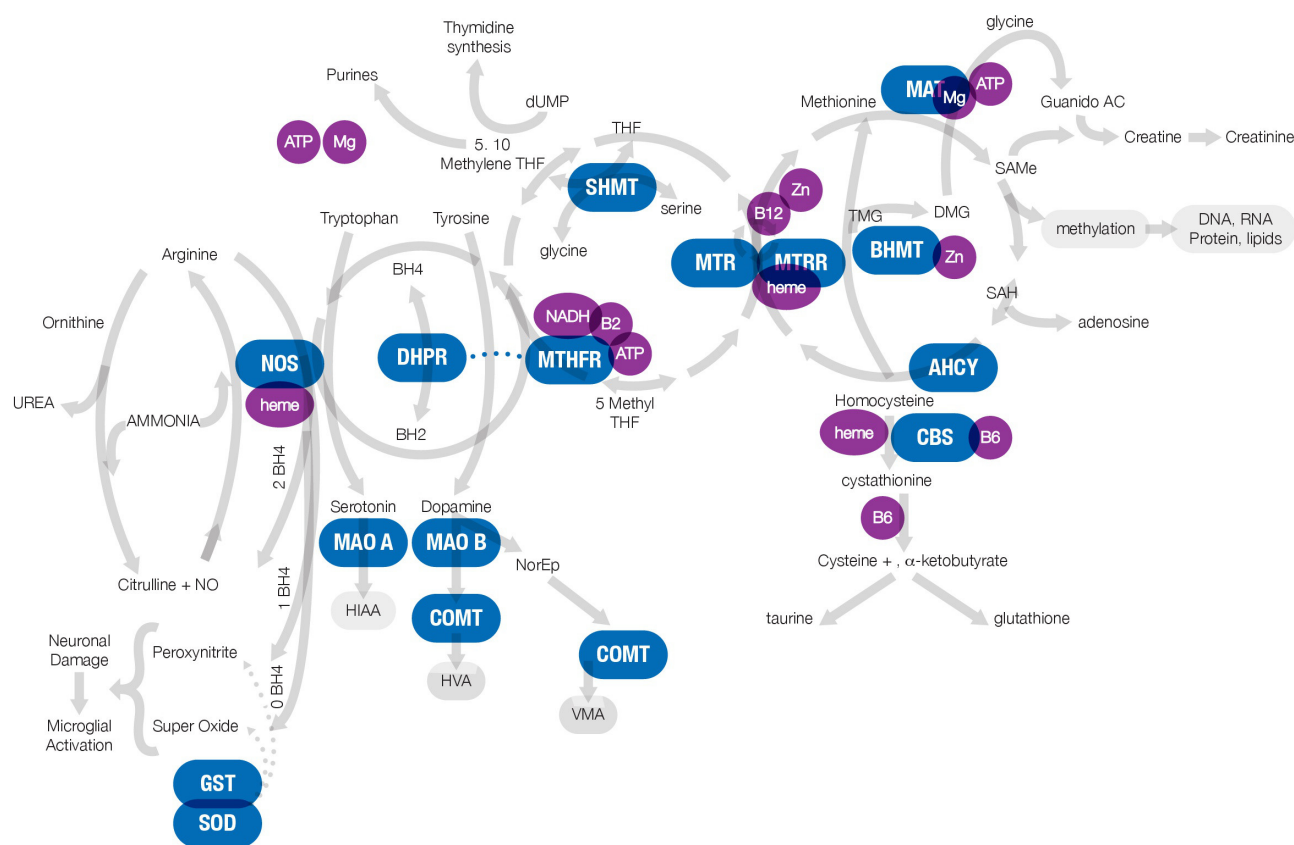 glycine
Thymidine
synthesis
Purines
dUMP
5. 10
Methylene THF
ATP
Mg
THF
SHMT
serine
glycine
Methionine
MAT
Mg
ATP
Guanido AC
Creatine
Creatinine
SAMe
Zn
B12
TMG
DMG
methylation
DNA, RNA
Protein, lipids
MTR
MTRR
heme
BHMT
Zn
SAH
adenosine
Tryptophan
Tyrosine
Arginine
BH4
Ornithine
NADH
B2
ATP
NOS
heme
DHPR
MTHFR
AHCY
UREA
AMMONIA
BH2
5 Methyl
THF
Homocysteine
heme
CBS
B6
cystathionine
B6
2 BH4
Serotonin
Dopamine
MAO A
MAO B
NorEp
Cysteine + , α-ketobutyrate
Citrulline + NO
1 BH4
HIAA
COMT
taurine
glutathione
Neuronal
Damage
Peroxynitrite
COMT
0 BH4
HVA
VMA
Microglial
Activation
Super Oxide
GST
SOD